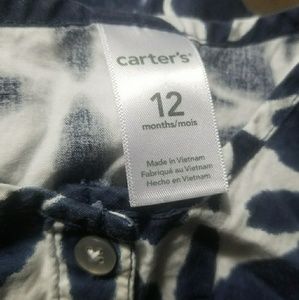 carter's
12
months/mois
Made in Vietnam
Fabriqué au Vietnam
Hecho en Vietnam